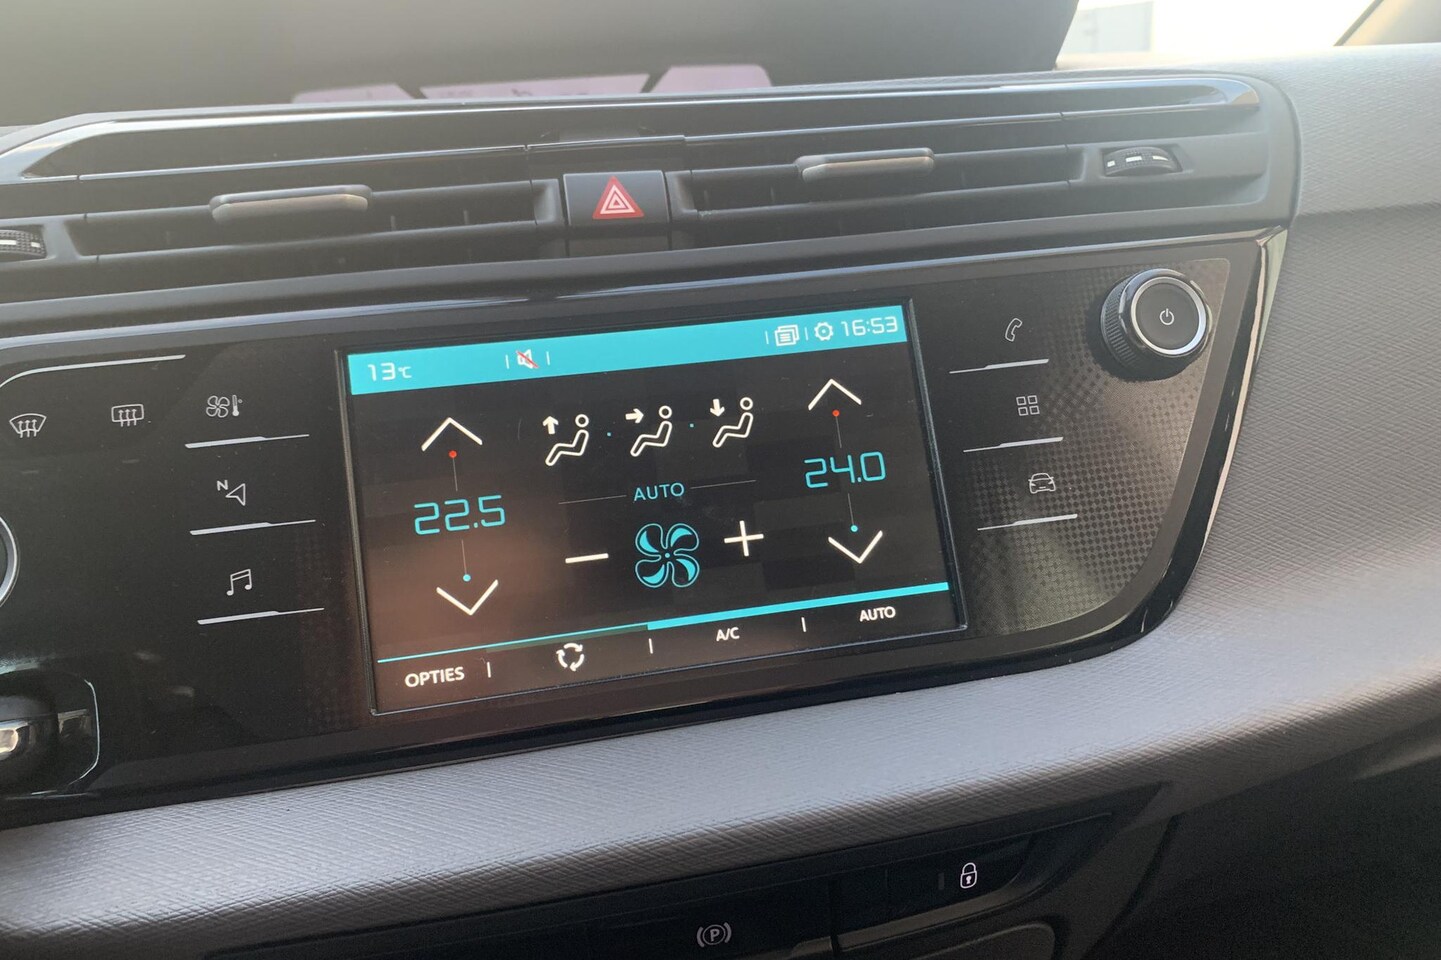 13°C
16:53
N
22.5
24.0
AUTO
OPTIES
A/C
AUTO
P